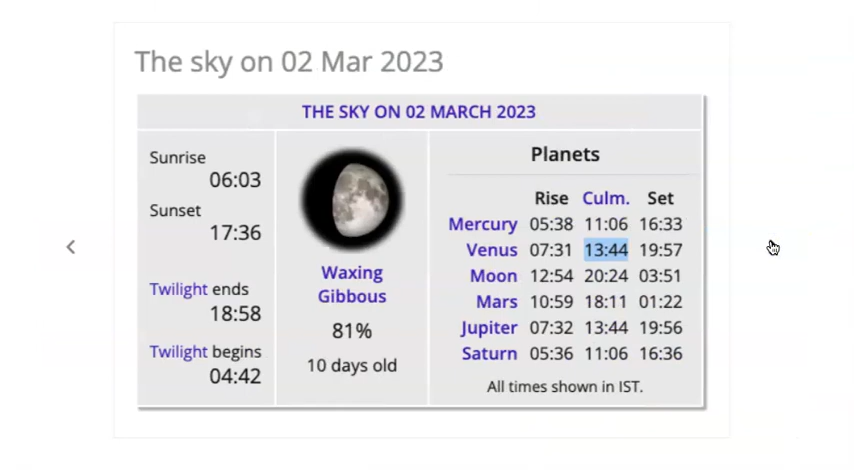 The sky on 02 Mar 2023
THE SKY ON 02 MARCH 2023
Sunrise
06:03
Sunset
17:36
Twilight ends
18:58
Twilight begins
04:42
Waxing
Gibbous
81%
10 days old
Planets
Rise Culm. Set
Mercury 05:38 11:06 16:33
Venus 07:31 13:44 19:57
Moon 12:54 20:24 03:51
Mars 10:59 18:11 01:22
Jupiter 07:32 13:44 19:56
Saturn 05:36 11:06 16:36
All times shown in IST.